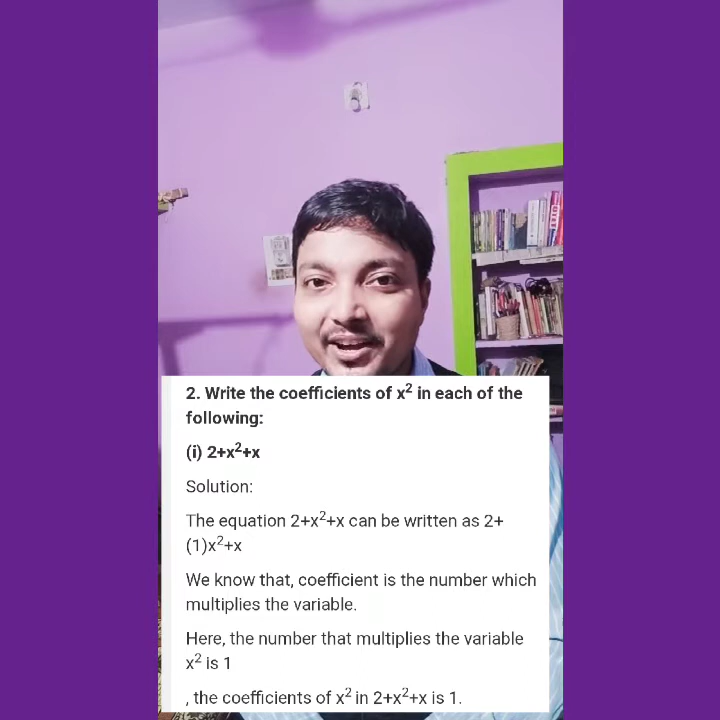 2. Write the coefficients of x² in each of the
following:
(i) 2+x²+x
Solution:
The equation 2+x²+x can be written as 2+
(1)x²+x
We know that, coefficient is the number which
multiplies the variable.
Here, the number that multiplies the variable
x² is 1
, the coefficients of x² in 2+x²+x is 1.